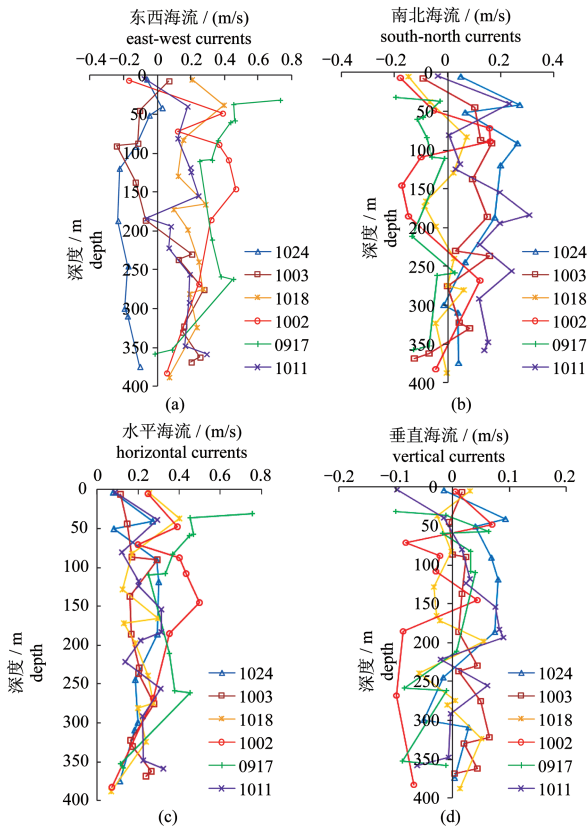 东西海流 / (m/s)
east-west currents
−0.4 0 0.4 0.8
0
50
100
150
200
250
300
350
400
深度 / m
depth
1024
1003
1018
1002
0917
1011
(a)
南北海流 / (m/s)
south-north currents
−0.4 −0.2 0 0.2 0.4
0
50
100
150
200
250
300
350
400
深度 / m
depth
1024
1003
1018
1002
0917
1011
(b)
水平海流 / (m/s)
horizontal currents
0 0.2 0.4 0.6 0.8
0
50
100
150
200
250
300
350
400
深度 / m
depth
1024
1003
1018
1002
0917
1011
(c)
垂直海流 / (m/s)
vertical currents
−0.2 −0.1 0 0.1 0.2
0
50
100
150
200
250
300
350
400
深度 / m
depth
1024
1003
1018
1002
0917
1011
(d)